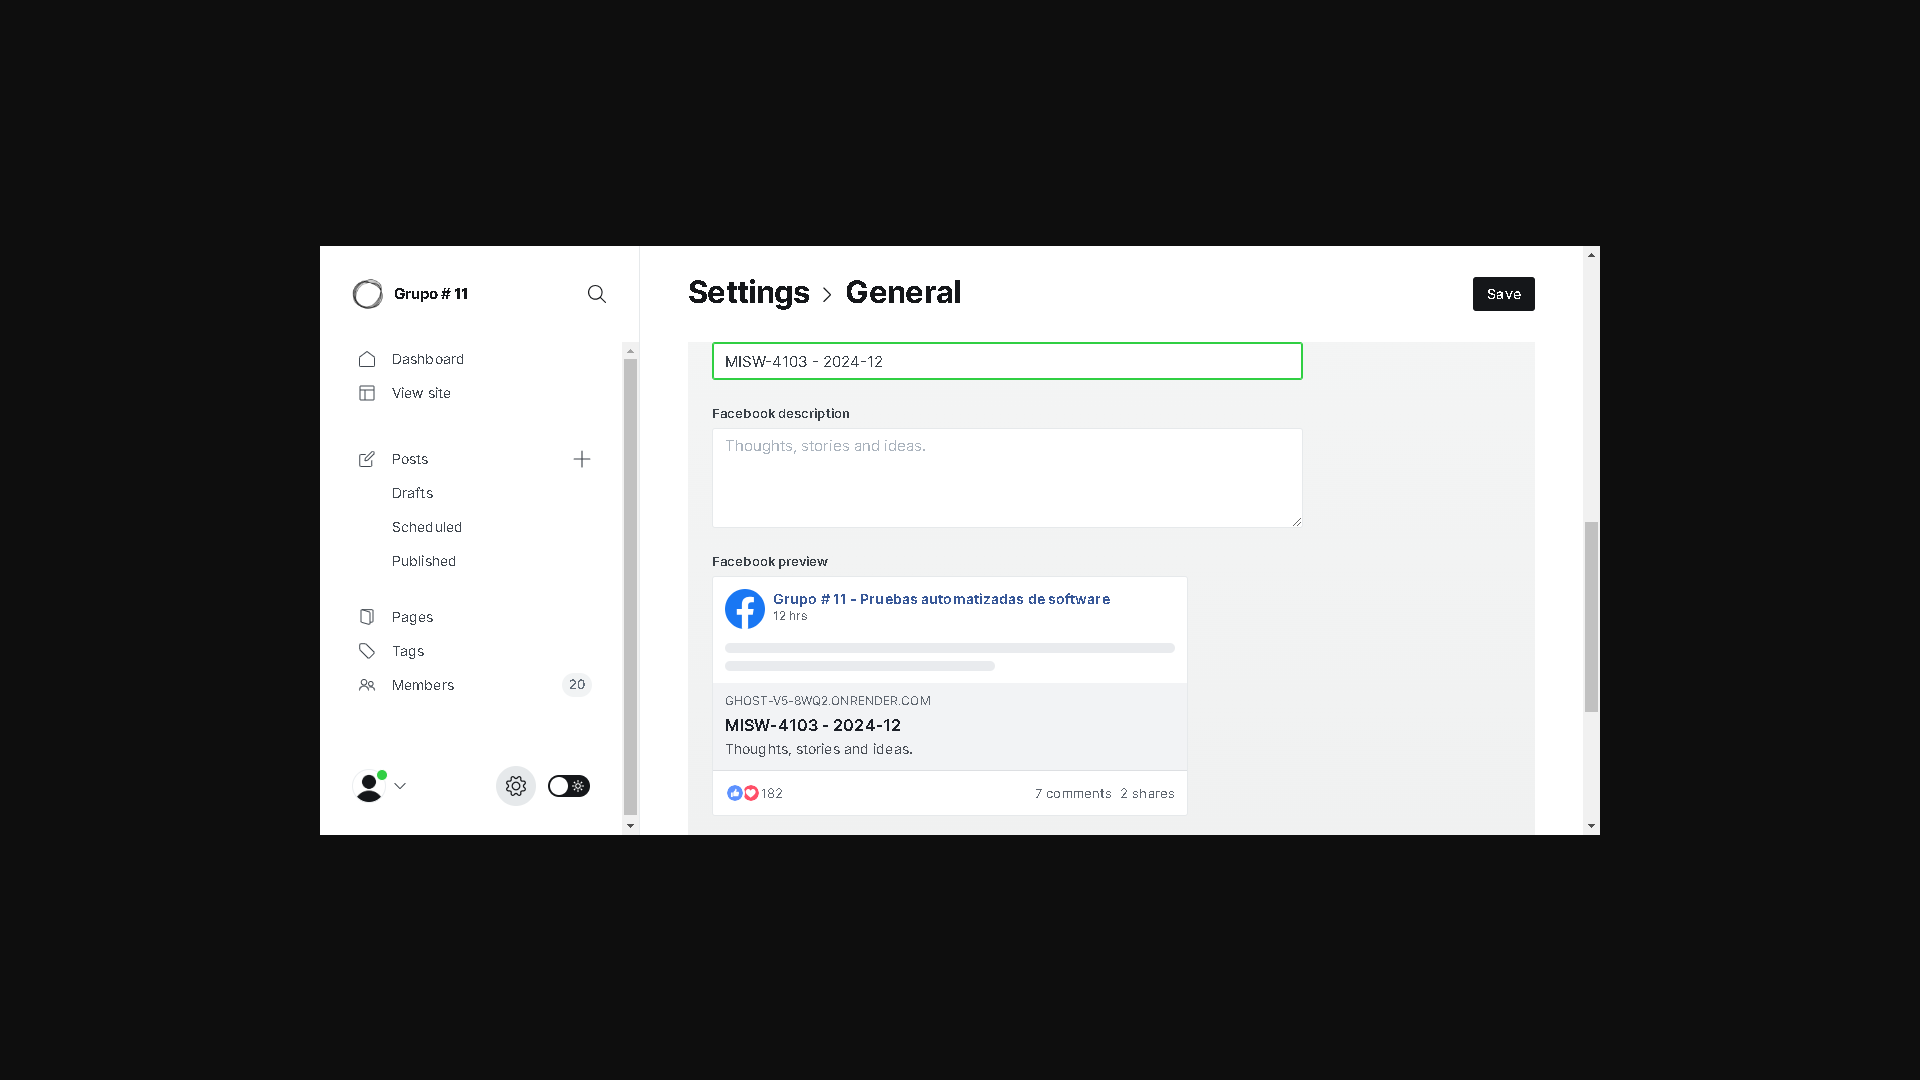 Grupo # 11
Dashboard
View site
Posts
Drafts
Scheduled
Published
Pages
Tags
Members 20
Settings > General
Save
MISW-4103 - 2024-12
Facebook description
Thoughts, stories and ideas.
Facebook preview
Grupo # 11 - Pruebas automatizadas de software
12 hrs
GHOST-V5-8WQ2.ONRENDER.COM
MISW-4103 - 2024-12
Thoughts, stories and ideas.
182 7 comments 2 shares